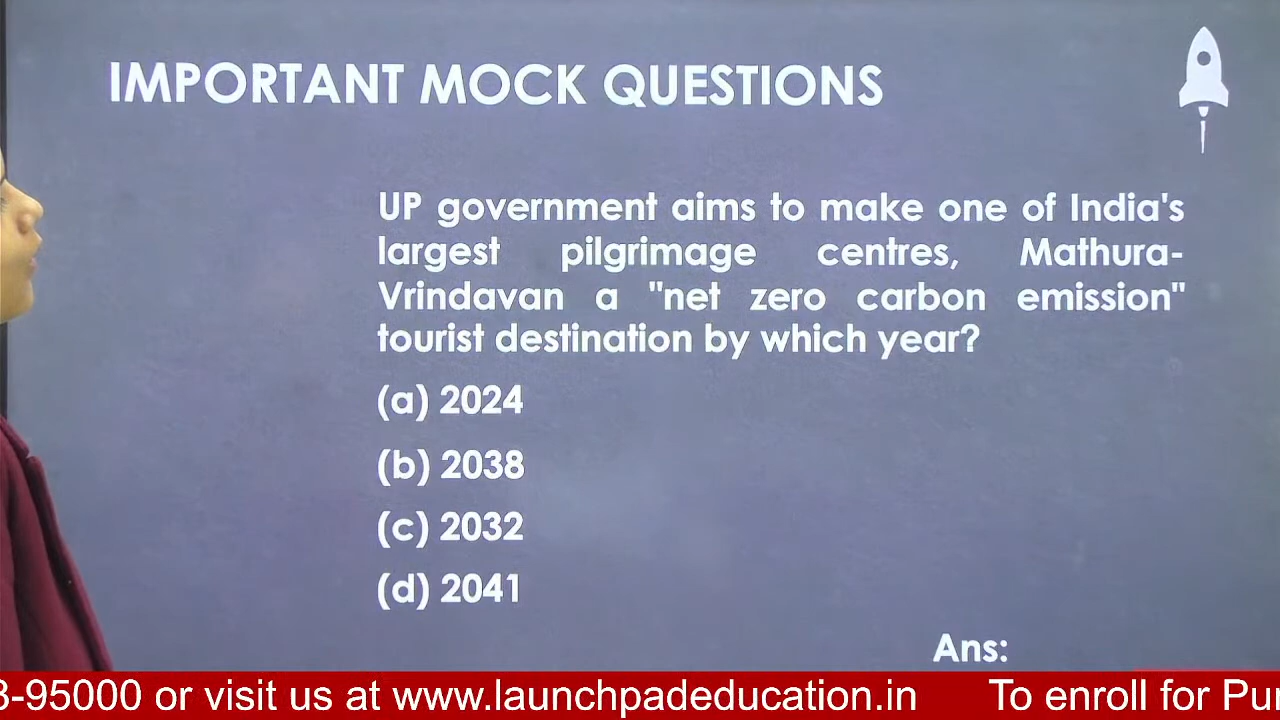 IMPORTANT MOCK QUESTIONS
UP government aims to make one of India's
largest pilgrimage centres, Mathura-
Vrindavan a "net zero carbon emission"
tourist destination by which year?
(a) 2024
(b) 2038
(c) 2032
(d) 2041
Ans:
3-95000 or visit us at www.launchpadeducation.in To enroll for Pu